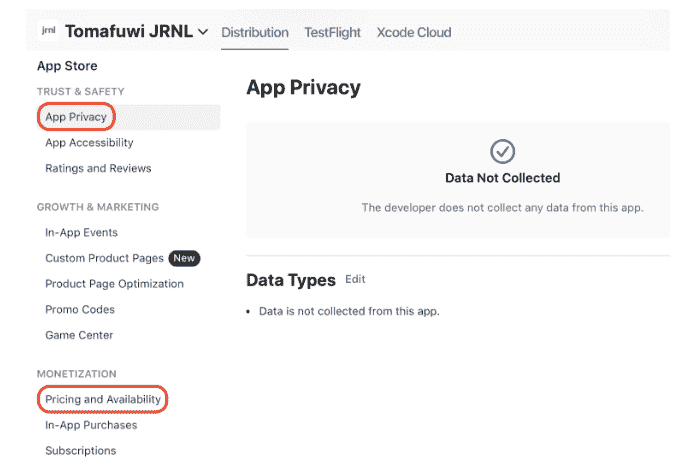 jrnl Tomafuwi JRNL Distribution TestFlight Xcode Cloud
App Store
TRUST & SAFETY
App Privacy
App Accessibility
Ratings and Reviews
GROWTH & MARKETING
In-App Events
Custom Product Pages New
Product Page Optimization
Promo Codes
Game Center
MONETIZATION
Pricing and Availability
In-App Purchases
Subscriptions
App Privacy
Data Not Collected
The developer does not collect any data from this app.
Data Types Edit
• Data is not collected from this app.